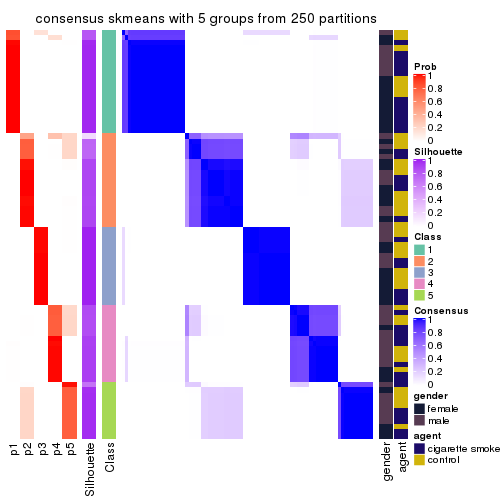 consensus skmeans with 5 groups from 250 partitions
Prob
1
0.8
0.6
0.4
0.2
0
Silhouette
1
0.8
0.6
0.4
0.2
0
Class
1
2
3
4
5
Consensus
1
0.8
0.6
0.4
0.2
0
gender
female
male
agent
cigarette smoke
control
p1
p2
p3
p4
p5
Silhouette
Class
gender
agent